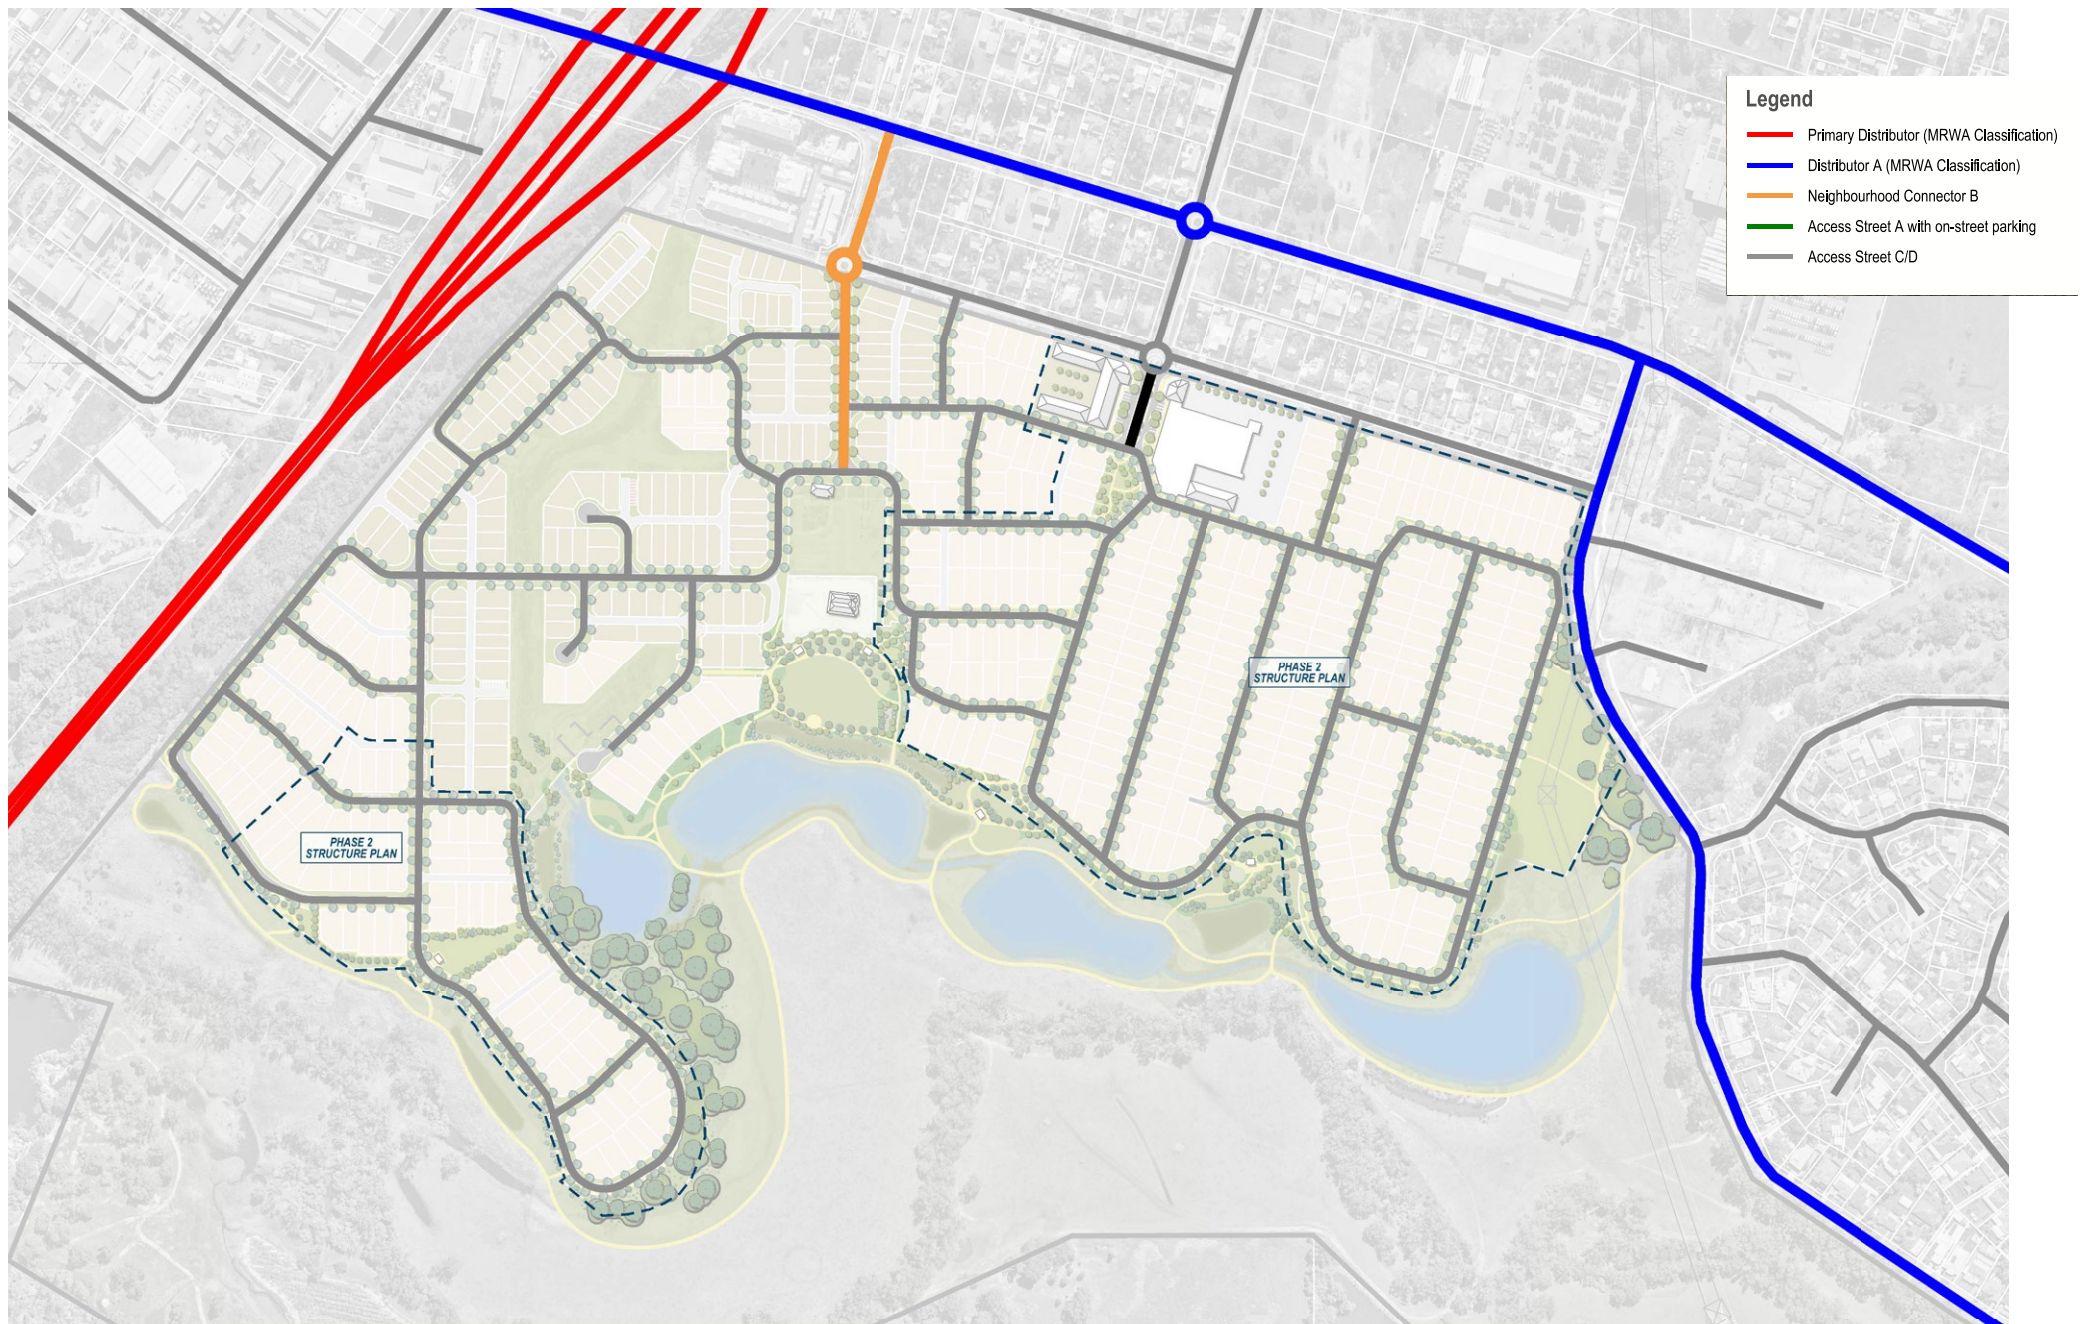 Legend
Primary Distributor (MRWA Classification)
Distributor A (MRWA Classification)
Neighbourhood Connector B
Access Street A with on-street parking
Access Street C/D
PHASE 2
STRUCTURE PLAN
PHASE 2
STRUCTURE PLAN